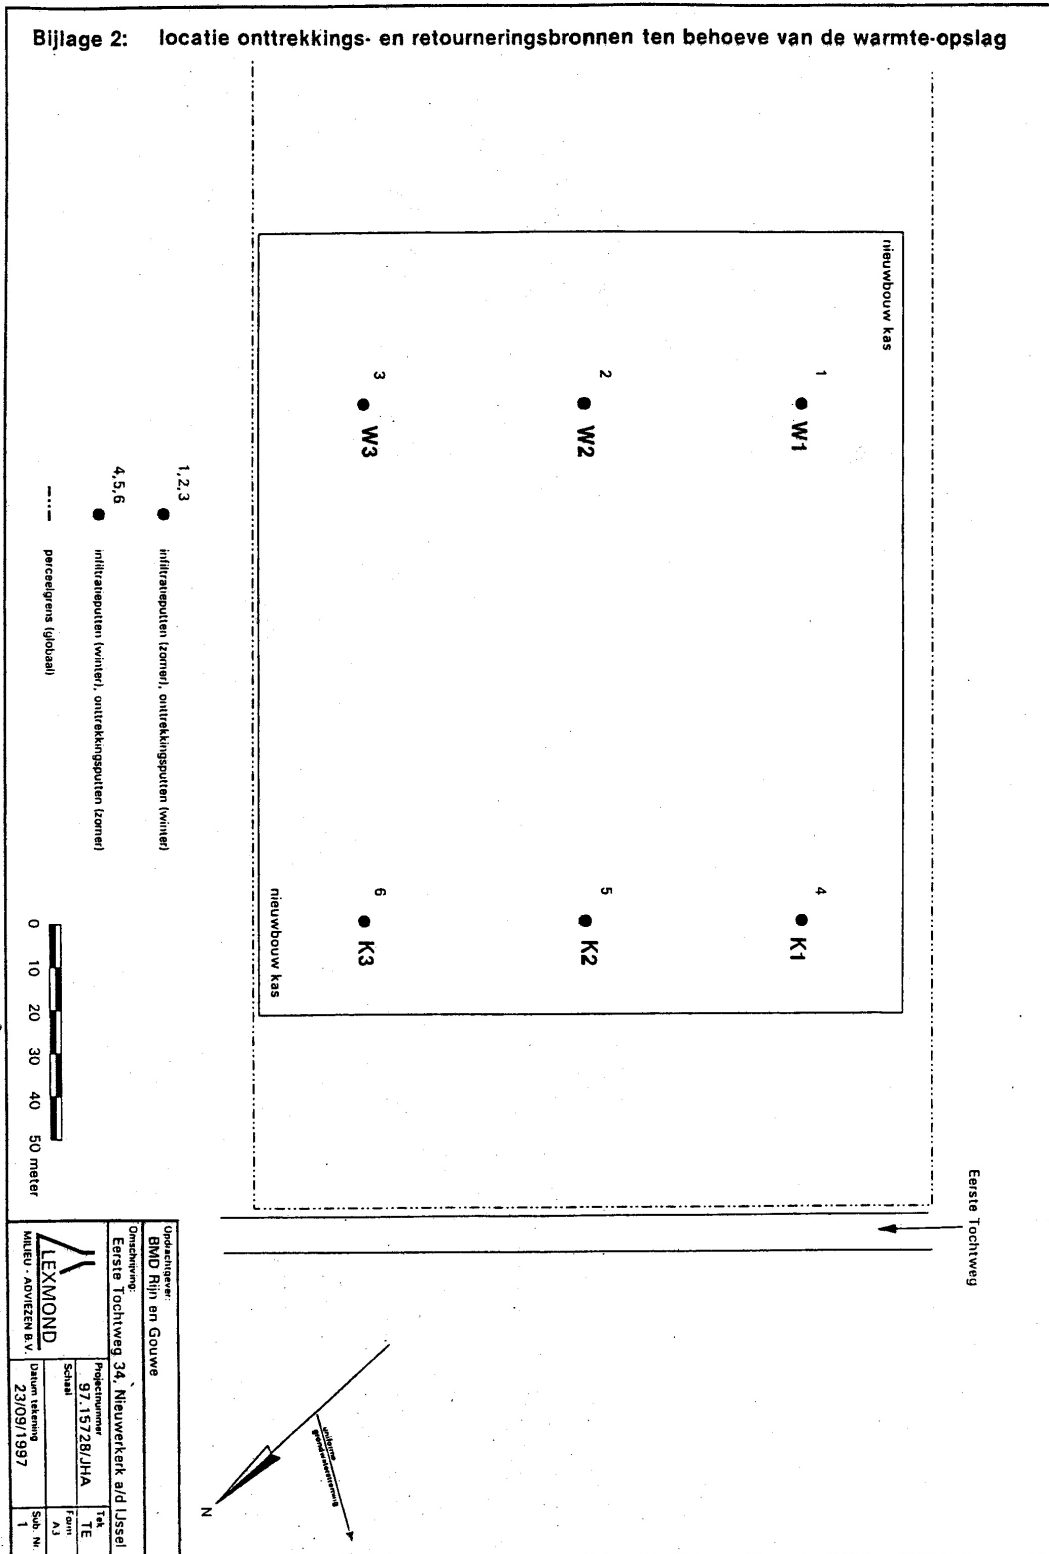 Bijlage 2: locatie onttrekkings- en retourneringsbronnen ten behoeve van de warmte-opslag
nieuwbouw kas
1
W1
2
W2
3
W3
4
K1
5
K2
6
K3
nieuwbouw kas
Eerste Tochtweg
1,2,3
infiltratieputten (zomer), onttrekkingsputten (winter)
4,5,6
infiltratieputten (winter), onttrekkingsputten (zomer)
perceelgrens (globaal)
0 10 20 30 40 50 meter
uniforme
grondwaterstroming
N
Opdrachtgever:
BMD Rijn en Gouwe
Omschrijving:
Eerste Tochtweg 34, Nieuwerkerk a/d IJssel
LEXMOND
MILIEU - ADVIEZEN B.V.
Projectnummer
97.15728/JHA
Tek
TE
Schaal
Form
A3
Datum tekening
23/09/1997
Sub. Nr.
1